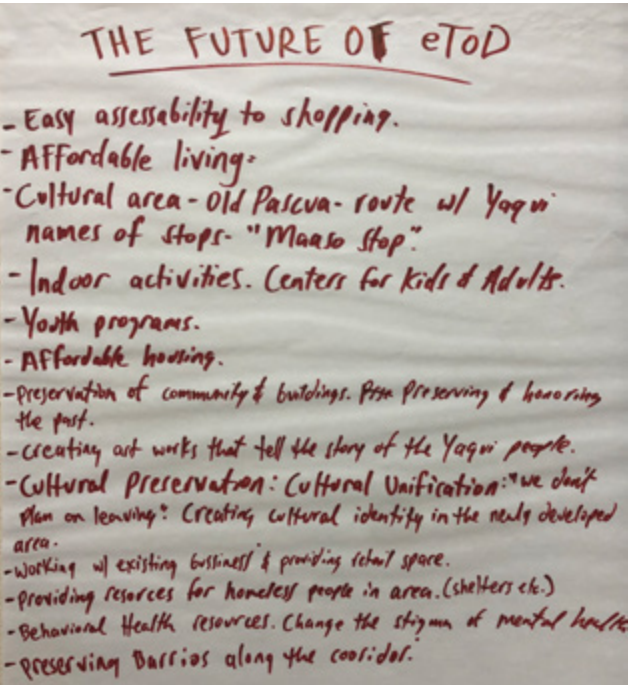 THE FUTURE OF eTOD
- Easy assessability to shopping.
- Affordable living.
- Cultural area - Old Pascua - route w/ Yaqui
names of stops - "Maaso Stop".
- Indoor activities. Centers for Kids & Adults.
- Youth programs.
- Affordable housing.
- Preservation of community & buildings. Preserving & honoring
the past.
- Creating art works that tell the story of the Yaqui people.
- Cultural Preservation: Cultural Unification: "we don't
plan on leaving": Creating cultural identity in the newly developed
area.
- Working w/ existing bussiness & providing retail space.
- Providing resorces for homeless people in area. (shelters etc.)
- Behavioral Health resources. Change the stigma of mental health
- Preserving Barrios along the cooridor.